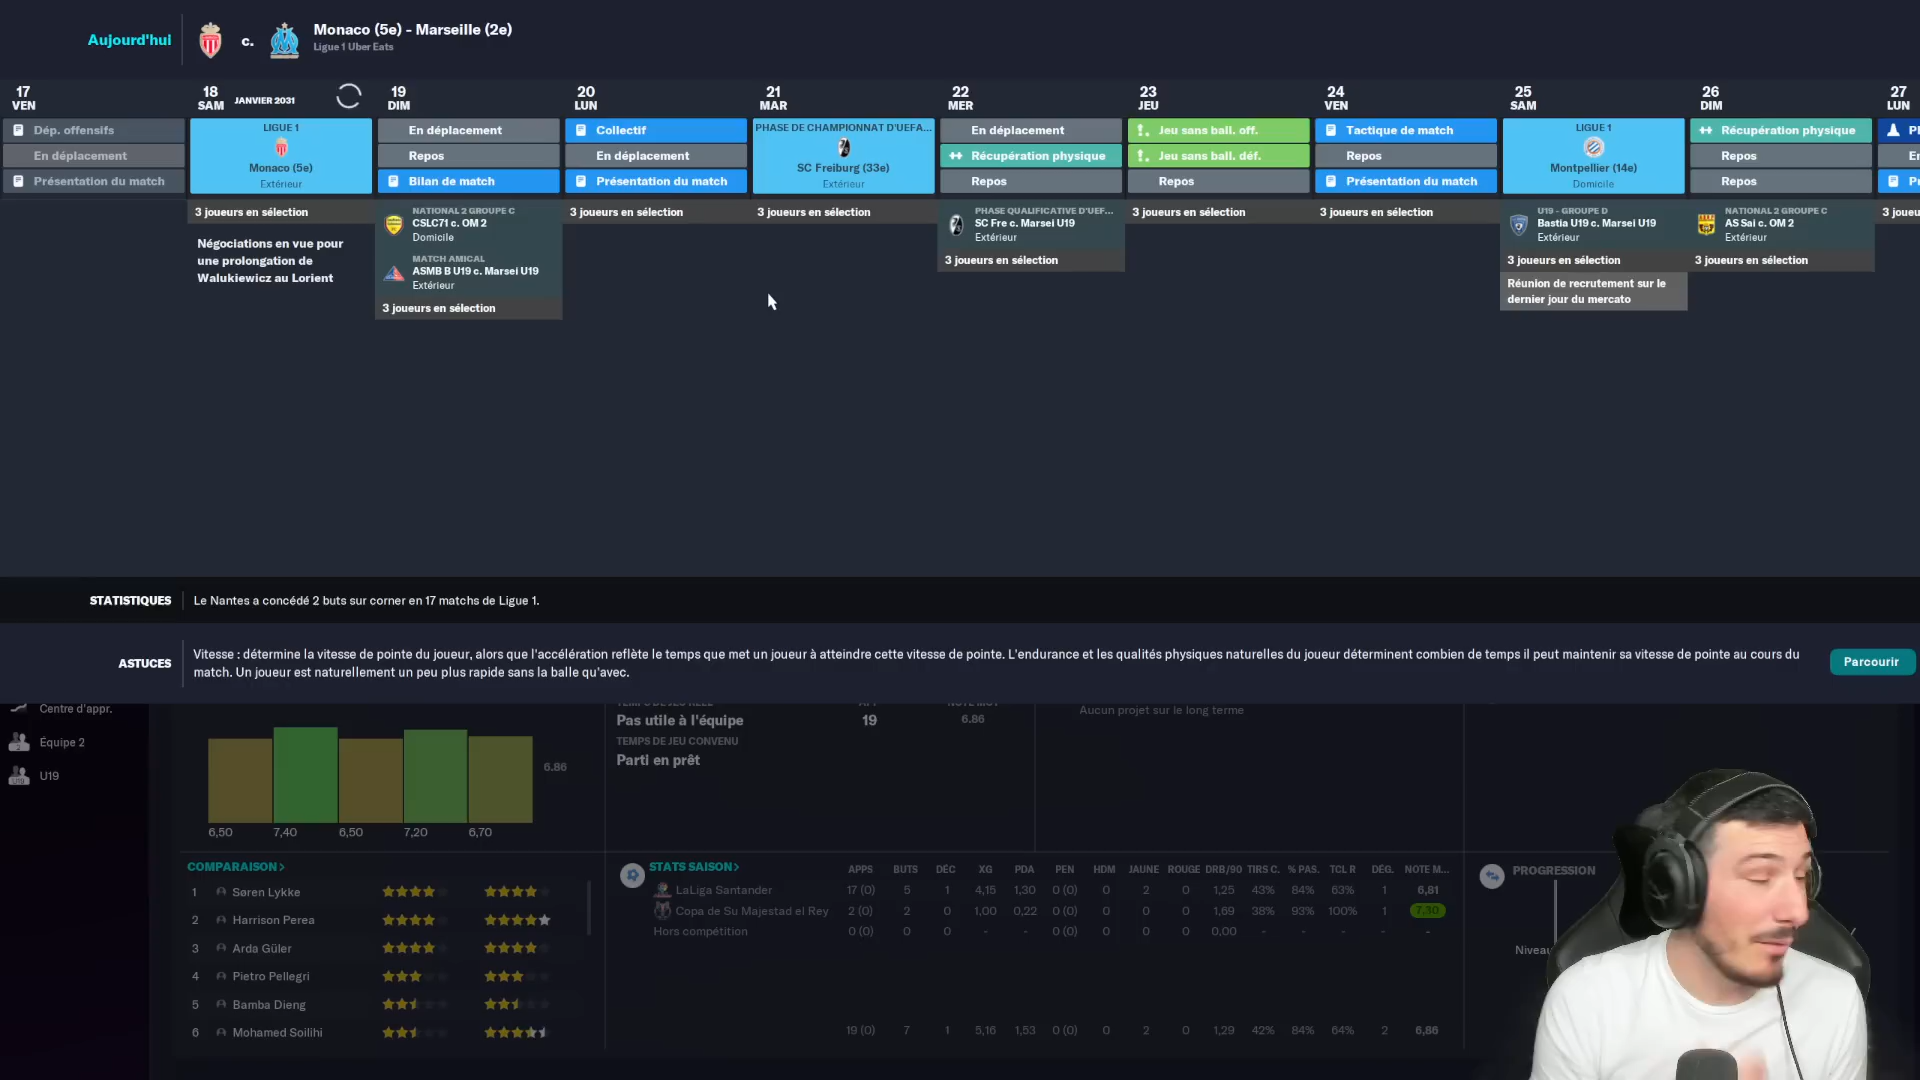 Aujourd'hui
c.
Monaco (5e) - Marseille (2e)
Ligue 1 Uber Eats
17
VEN
18
SAM
JANVIER 2031
19
DIM
20
LUN
21
MAR
22
MER
23
JEU
24
VEN
25
SAM
26
DIM
27
LUN
Dép. offensifs
En déplacement
Présentation du match
LIGUE 1
Monaco (5e)
Extérieur
3 joueurs en sélection
Négociations en vue pour
une prolongation de
Walukiewicz au Lorient
En déplacement
Repos
Bilan de match
NATIONAL 2 GROUPE C
CSLC71 c. OM 2
Domicile
MATCH AMICAL
ASMB B U19 c. Marsei U19
Extérieur
3 joueurs en sélection
Collectif
En déplacement
Présentation du match
3 joueurs en sélection
PHASE DE CHAMPIONNAT D'UEFA...
SC Freiburg (33e)
Extérieur
3 joueurs en sélection
En déplacement
Récupération physique
Repos
PHASE QUALIFICATIVE D'UEF...
SC Fre c. Marsei U19
Extérieur
3 joueurs en sélection
Jeu sans ball. off.
Jeu sans ball. déf.
Repos
3 joueurs en sélection
Tactique de match
Repos
Présentation du match
3 joueurs en sélection
LIGUE 1
Montpellier (14e)
Domicile
U19 - GROUPE D
Bastia U19 c. Marsei U19
Extérieur
3 joueurs en sélection
Réunion de recrutement sur le
dernier jour du mercato
Récupération physique
Repos
Repos
NATIONAL 2 GROUPE C
AS Sai c. OM 2
Extérieur
3 joueurs en sélection
3 joueu
STATISTIQUES
Le Nantes a concédé 2 buts sur corner en 17 matchs de Ligue 1.
ASTUCES
Vitesse : détermine la vitesse de pointe du joueur, alors que l'accélération reflète le temps que met un joueur à atteindre cette vitesse de pointe. L'endurance et les qualités physiques naturelles du joueur déterminent combien de temps il peut maintenir sa vitesse de pointe au cours du
match. Un joueur est naturellement un peu plus rapide sans la balle qu'avec.
Parcourir
Centre d'appr.
Équipe 2
U19
6.86
6,50 7,40 6,50 7,20 6,70
Pas utile à l'équipe
19
6.86
TEMPS DE JEU CONVENU
Parti en prêt
Aucun projet sur le long terme
COMPARAISON>
1 Søren Lykke
2 Harrison Perea
3 Arda Güler
4 Pietro Pellegri
5 Bamba Dieng
6 Mohamed Soilihi
STATS SAISON> APPS BUTS DÉC XG PDA PEN HDM JAUNE ROUGE DRB/90 TIRS C. % PAS. TCL R DÉG. NOTE M...
LaLiga Santander 17 (0) 5 1 4,15 1,30 0 (0) 0 2 0 1,25 43% 84% 63% 1 6,81
Copa de Su Majestad el Rey 2 (0) 2 0 1,00 0,22 0 (0) 0 0 0 1,69 38% 93% 100% 1 7,30
Hors compétition 0 (0) 0 0 - - 0 (0) 0 0 0 0,00 - - - - -
19 (0) 7 1 5,16 1,53 0 (0) 0 2 0 1,29 42% 84% 64% 2 6,86
PROGRESSION
Niveau